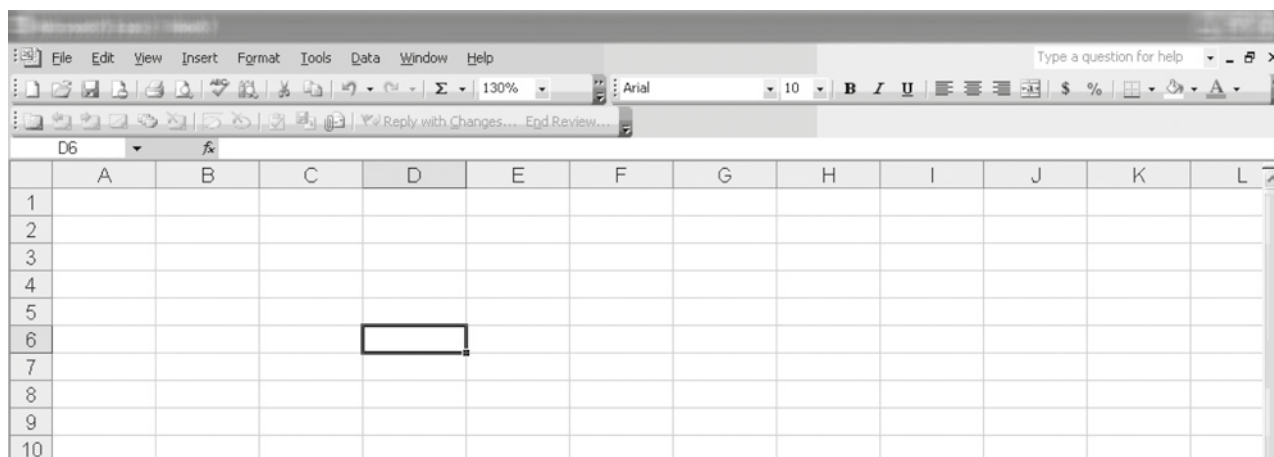 File Edit View Insert Format Tools Data Window Help Type a question for help
ABC Σ 130% Arial 10 B I U $ % A
Reply with Changes... End Review...
D6 fx
A B C D E F G H I J K L
1
2
3
4
5
6
7
8
9
10